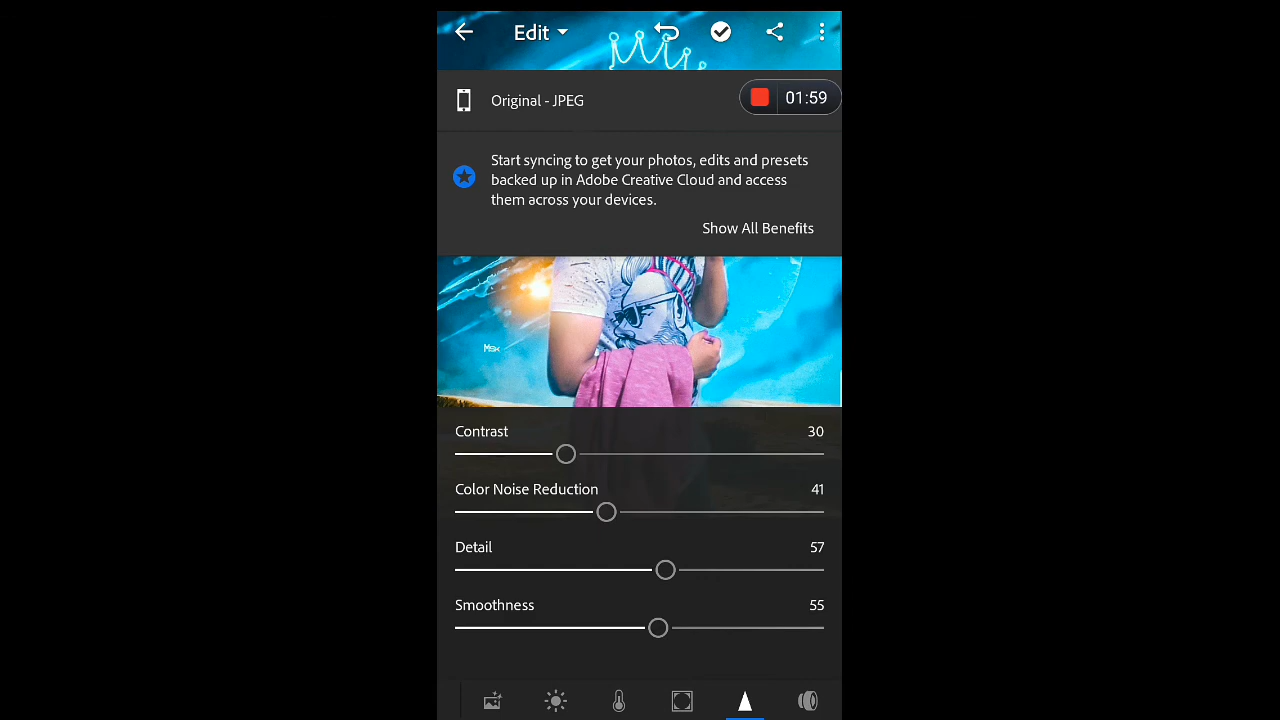 Edit
Original - JPEG
01:59
Start syncing to get your photos, edits and presets
backed up in Adobe Creative Cloud and access
them across your devices.
Show All Benefits
Msk
Contrast 30
Color Noise Reduction 41
Detail 57
Smoothness 55